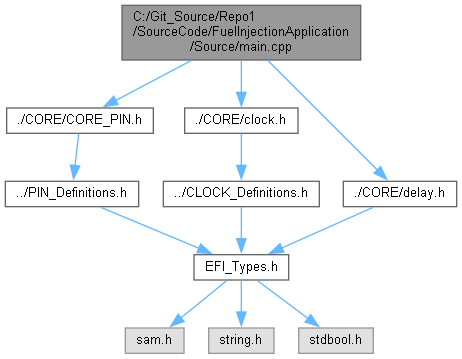 C:/Git_Source/Repo1
/SourceCode/FuelInjectionApplication
/Source/main.cpp
./CORE/CORE_PIN.h
./CORE/clock.h
../PIN_Definitions.h
../CLOCK_Definitions.h
./CORE/delay.h
EFI_Types.h
sam.h
string.h
stdbool.h